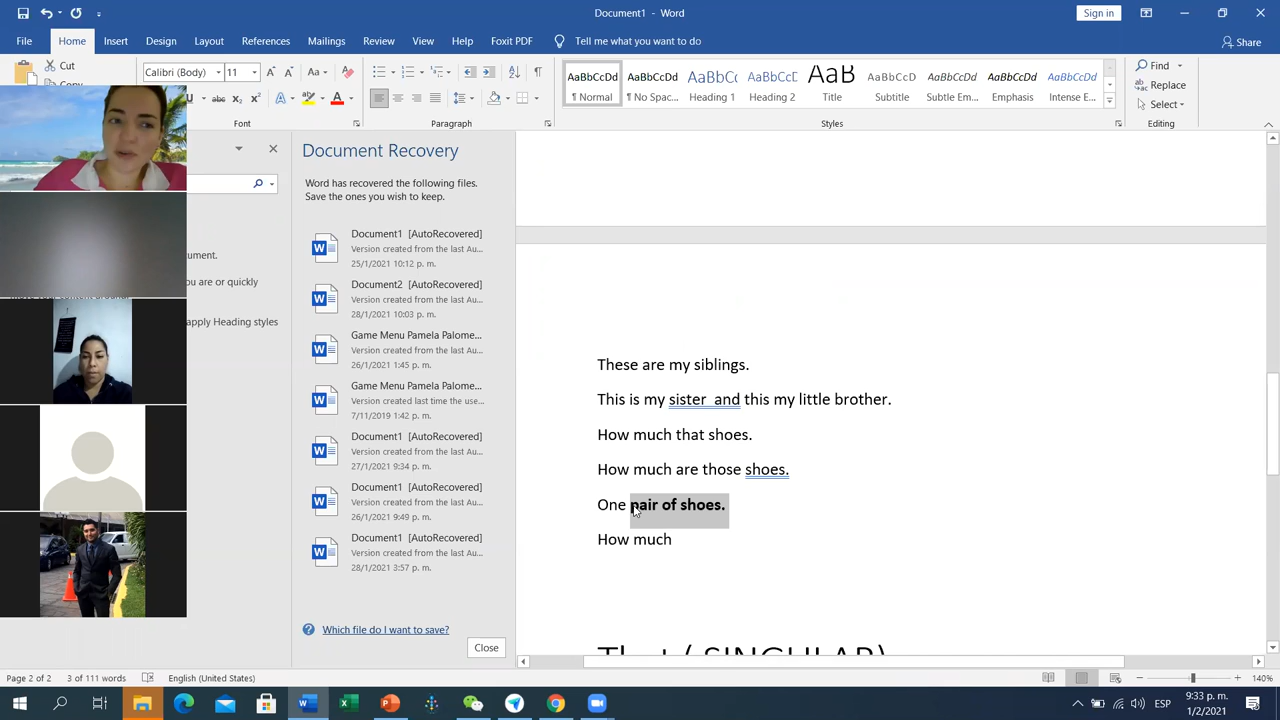 Document1 - Word
Sign in
File Home Insert Design Layout References Mailings Review View Help Foxit PDF Tell me what you want to do Share
Cut
Calibri (Body) 11
AaBbCcDd AaBbCcDd AaBbC AaBbCc AaB AaBbCcD AaBbCcDd AaBbCcDd AaBbCcDd
¶ Normal ¶ No Spac... Heading 1 Heading 2 Title Subtitle Subtle Em... Emphasis Intense E...
Find
Replace
Select
Font Paragraph Styles Editing
Document Recovery
Word has recovered the following files.
Save the ones you wish to keep.
Document1 [AutoRecovered]
Version created from the last Au...
25/1/2021 10:12 p. m.
Document2 [AutoRecovered]
Version created from the last Au...
28/1/2021 10:03 p. m.
Game Menu Pamela Palome...
Version created from the last Au...
26/1/2021 1:45 p. m.
Game Menu Pamela Palome...
Version created last time the use...
7/11/2019 1:42 p. m.
Document1 [AutoRecovered]
Version created from the last Au...
27/1/2021 9:34 p. m.
Document1 [AutoRecovered]
Version created from the last Au...
26/1/2021 9:49 p. m.
Document1 [AutoRecovered]
Version created from the last Au...
28/1/2021 3:57 p. m.
Which file do I want to save?
Close
ument.
u are or quickly
apply Heading styles
These are my siblings.
This is my sister and this my little brother.
How much that shoes.
How much are those shoes.
One pair of shoes.
How much
That ( SINGULAR)
Page 2 of 2 3 of 111 words English (United States) 140%
ESP
9:33 p. m.
1/2/2021